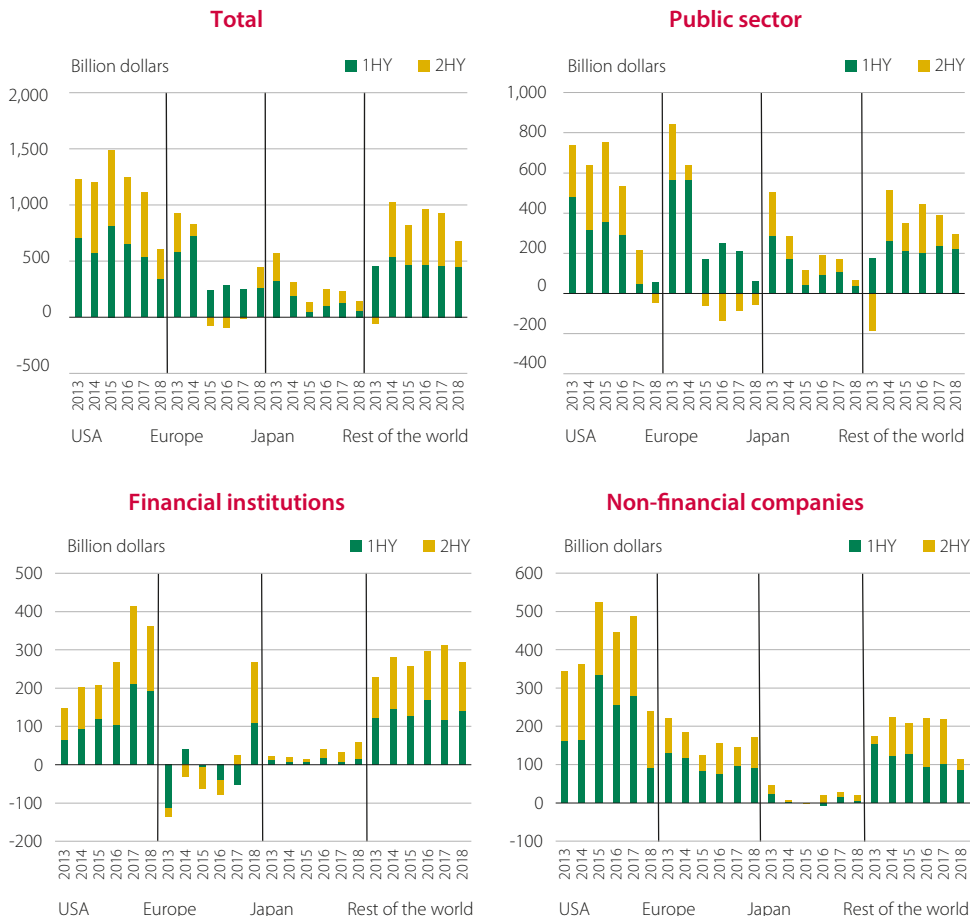 Total
Billion dollars 1HY 2HY
2,000
1,500
1,000
500
0
-500
2013 2014 2015 2016 2017 2018 2013 2014 2015 2016 2017 2018 2013 2014 2015 2016 2017 2018 2013 2014 2015 2016 2017 2018
USA Europe Japan Rest of the world
Public sector
Billion dollars 1HY 2HY
1,000
800
600
400
200
0
-200
-400
2013 2014 2015 2016 2017 2018 2013 2014 2015 2016 2017 2018 2013 2014 2015 2016 2017 2018 2013 2014 2015 2016 2017 2018
USA Europe Japan Rest of the world
Financial institutions
Billion dollars 1HY 2HY
500
400
300
200
100
0
-100
-200
2013 2014 2015 2016 2017 2018 2013 2014 2015 2016 2017 2018 2013 2014 2015 2016 2017 2018 2013 2014 2015 2016 2017 2018
USA Europe Japan Rest of the world
Non-financial companies
Billion dollars 1HY 2HY
600
500
400
300
200
100
0
-100
2013 2014 2015 2016 2017 2018 2013 2014 2015 2016 2017 2018 2013 2014 2015 2016 2017 2018 2013 2014 2015 2016 2017 2018
USA Europe Japan Rest of the world